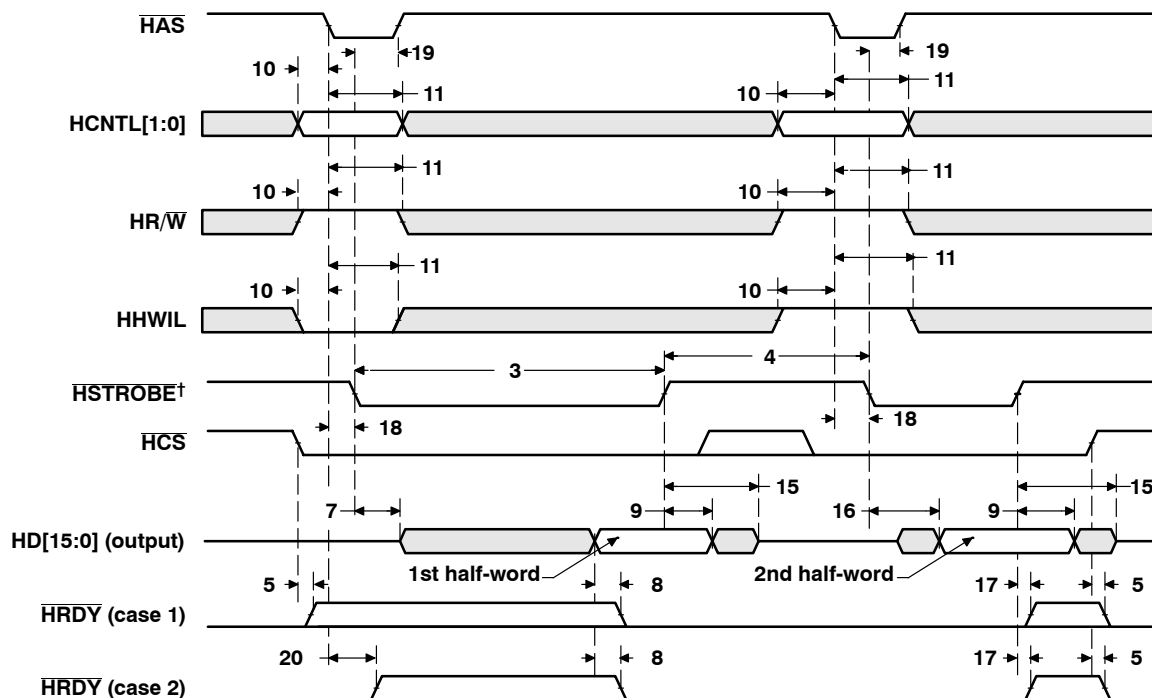 HAS
19 19
10 11
11 10
HCNTL[1:0]
11 11
10 10
HR/W
11 11
10 10
HHWIL
3 4
HSTROBE†
18 18
HCS
15 15
7 9 16 9
HD[15:0] (output)
1st half-word 2nd half-word
5 8 17 5
HRDY (case 1)
20 8 17 5
HRDY (case 2)